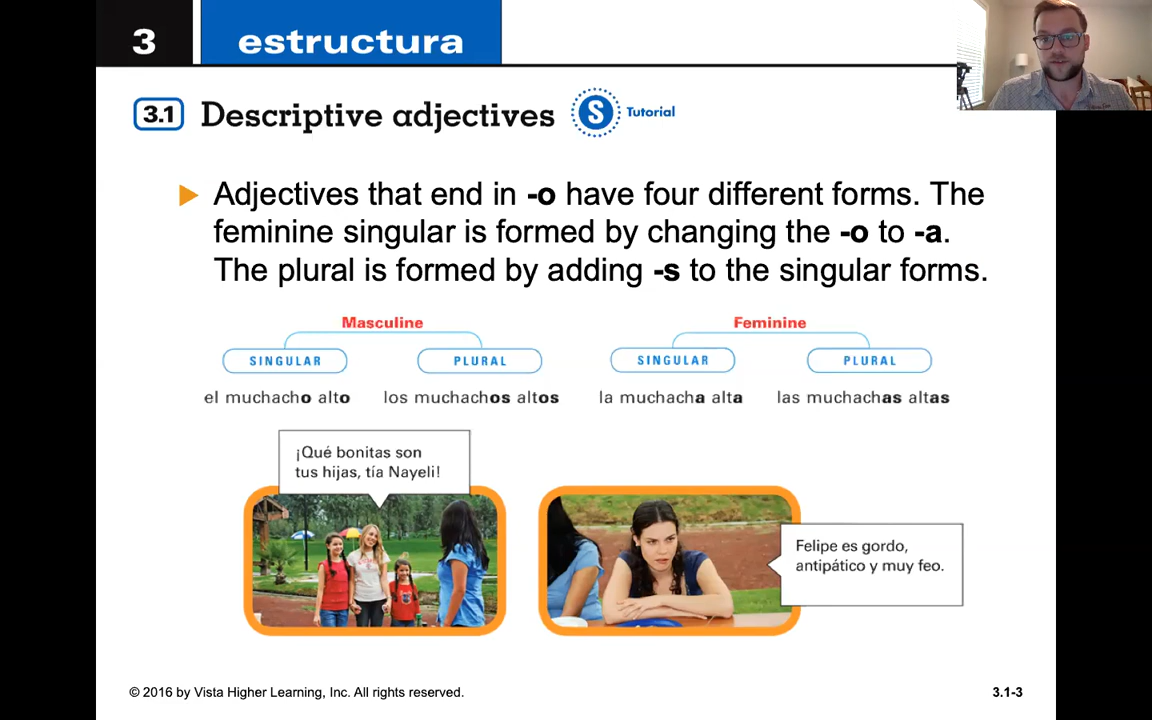 3 estructura
3.1 Descriptive adjectives S Tutorial
Adjectives that end in -o have four different forms. The
feminine singular is formed by changing the -o to -a.
The plural is formed by adding -s to the singular forms.
Masculine
Feminine
SINGULAR
PLURAL
SINGULAR
PLURAL
el muchacho alto
los muchachos altos
la muchacha alta
las muchachas altas
¡Qué bonitas son
tus hijas, tía Nayeli!
Felipe es gordo,
antipático y muy feo.
© 2016 by Vista Higher Learning, Inc. All rights reserved.
3.1-3